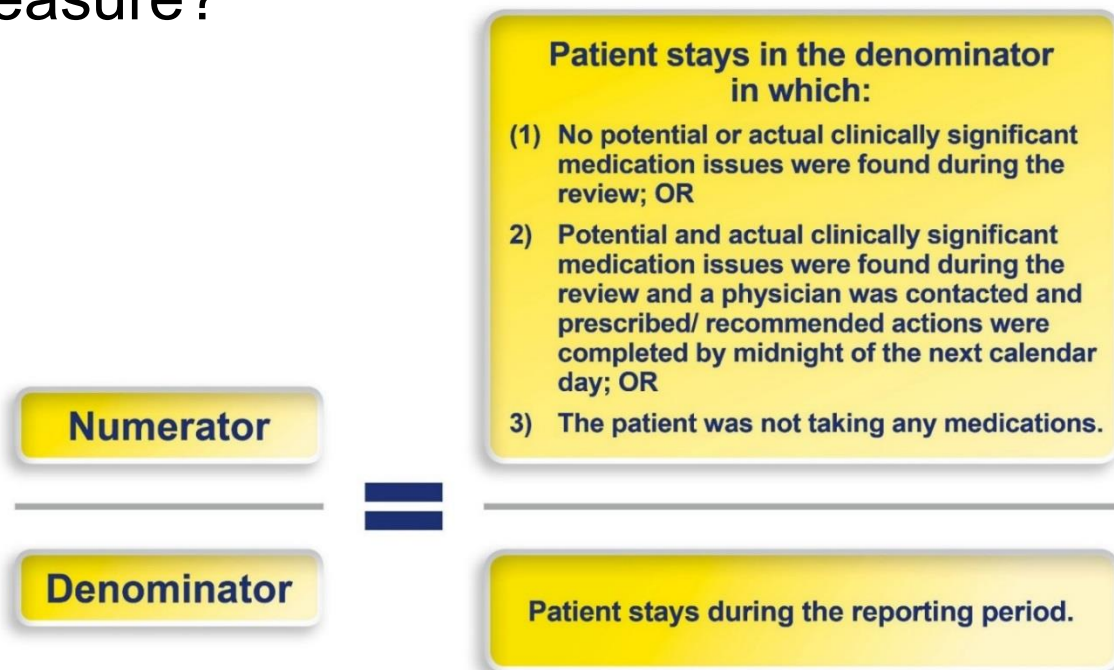 easure?
Patient stays in the denominator
in which:
(1) No potential or actual clinically significant
medication issues were found during the
review; OR
2) Potential and actual clinically significant
medication issues were found during the
review and a physician was contacted and
prescribed/ recommended actions were
completed by midnight of the next calendar
day; OR
3) The patient was not taking any medications.
Numerator
=
Denominator
Patient stays during the reporting period.